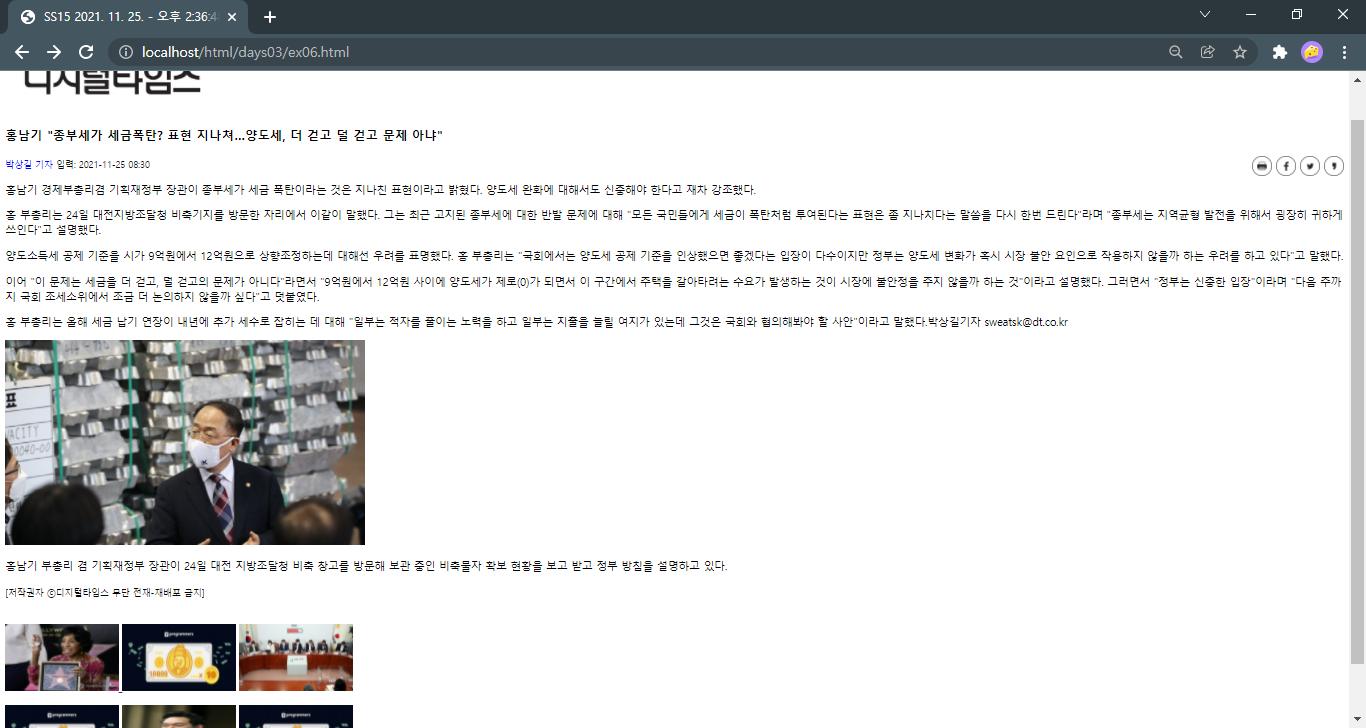 SS15 2021. 11. 25. - 오후 2:36:4
localhost/html/days03/ex06.html
디지털타임스
홍남기 "종부세가 세금폭탄? 표현 지나쳐...양도세, 더 걷고 덜 걷고 문제 아냐"
박상길 기자 입력: 2021-11-25 08:30
홍남기 경제부총리겸 기획재정부 장관이 종부세가 세금 폭탄이라는 것은 지나친 표현이라고 밝혔다. 양도세 완화에 대해서도 신중해야 한다고 재차 강조했다.
홍 부총리는 24일 대전지방조달청 비축기지를 방문한 자리에서 이같이 말했다. 그는 최근 고지된 종부세에 대한 반발 문제에 대해 "모든 국민들에게 세금이 폭탄처럼 투여된다는 표현은 좀 지나치다는 말씀을 다시 한번 드린다"라며 "종부세는 지역균형 발전을 위해서 굉장히 귀하게
쓰인다"고 설명했다.
양도소득세 공제 기준을 시가 9억원에서 12억원으로 상향조정하는데 대해선 우려를 표명했다. 홍 부총리는 "국회에서는 양도세 공제 기준을 인상했으면 좋겠다는 입장이 다수이지만 정부는 양도세 변화가 혹시 시장 불안 요인으로 작용하지 않을까 하는 우려를 하고 있다"고 말했다.
이어 "이 문제는 세금을 더 걷고, 덜 걷고의 문제가 아니다"라면서 "9억원에서 12억원 사이에 양도세가 제로(0)가 되면서 이 구간에서 주택을 갈아타려는 수요가 발생하는 것이 시장에 불안정을 주지 않을까 하는 것"이라고 설명했다. 그러면서 "정부는 신중한 입장"이라며 "다음 주까
지 국회 조세소위에서 조금 더 논의하지 않을까 싶다"고 덧붙였다.
홍 부총리는 올해 세금 납기 연장이 내년에 추가 세수로 잡히는 데 대해 "일부는 적자를 줄이는 노력을 하고 일부는 지출을 늘릴 여지가 있는데 그것은 국회와 협의해봐야 할 사안"이라고 말했다.박상길기자 sweatsk@dt.co.kr
표
ACITY
0040-00
홍남기 부총리 겸 기획재정부 장관이 24일 대전 지방조달청 비축 창고를 방문해 보관 중인 비축물자 확보 현황을 보고 받고 정부 방침을 설명하고 있다.
[저작권자 ⓒ디지털타임스 무단 전재-재배포 금지]
programmers
10000
programmers
programmers